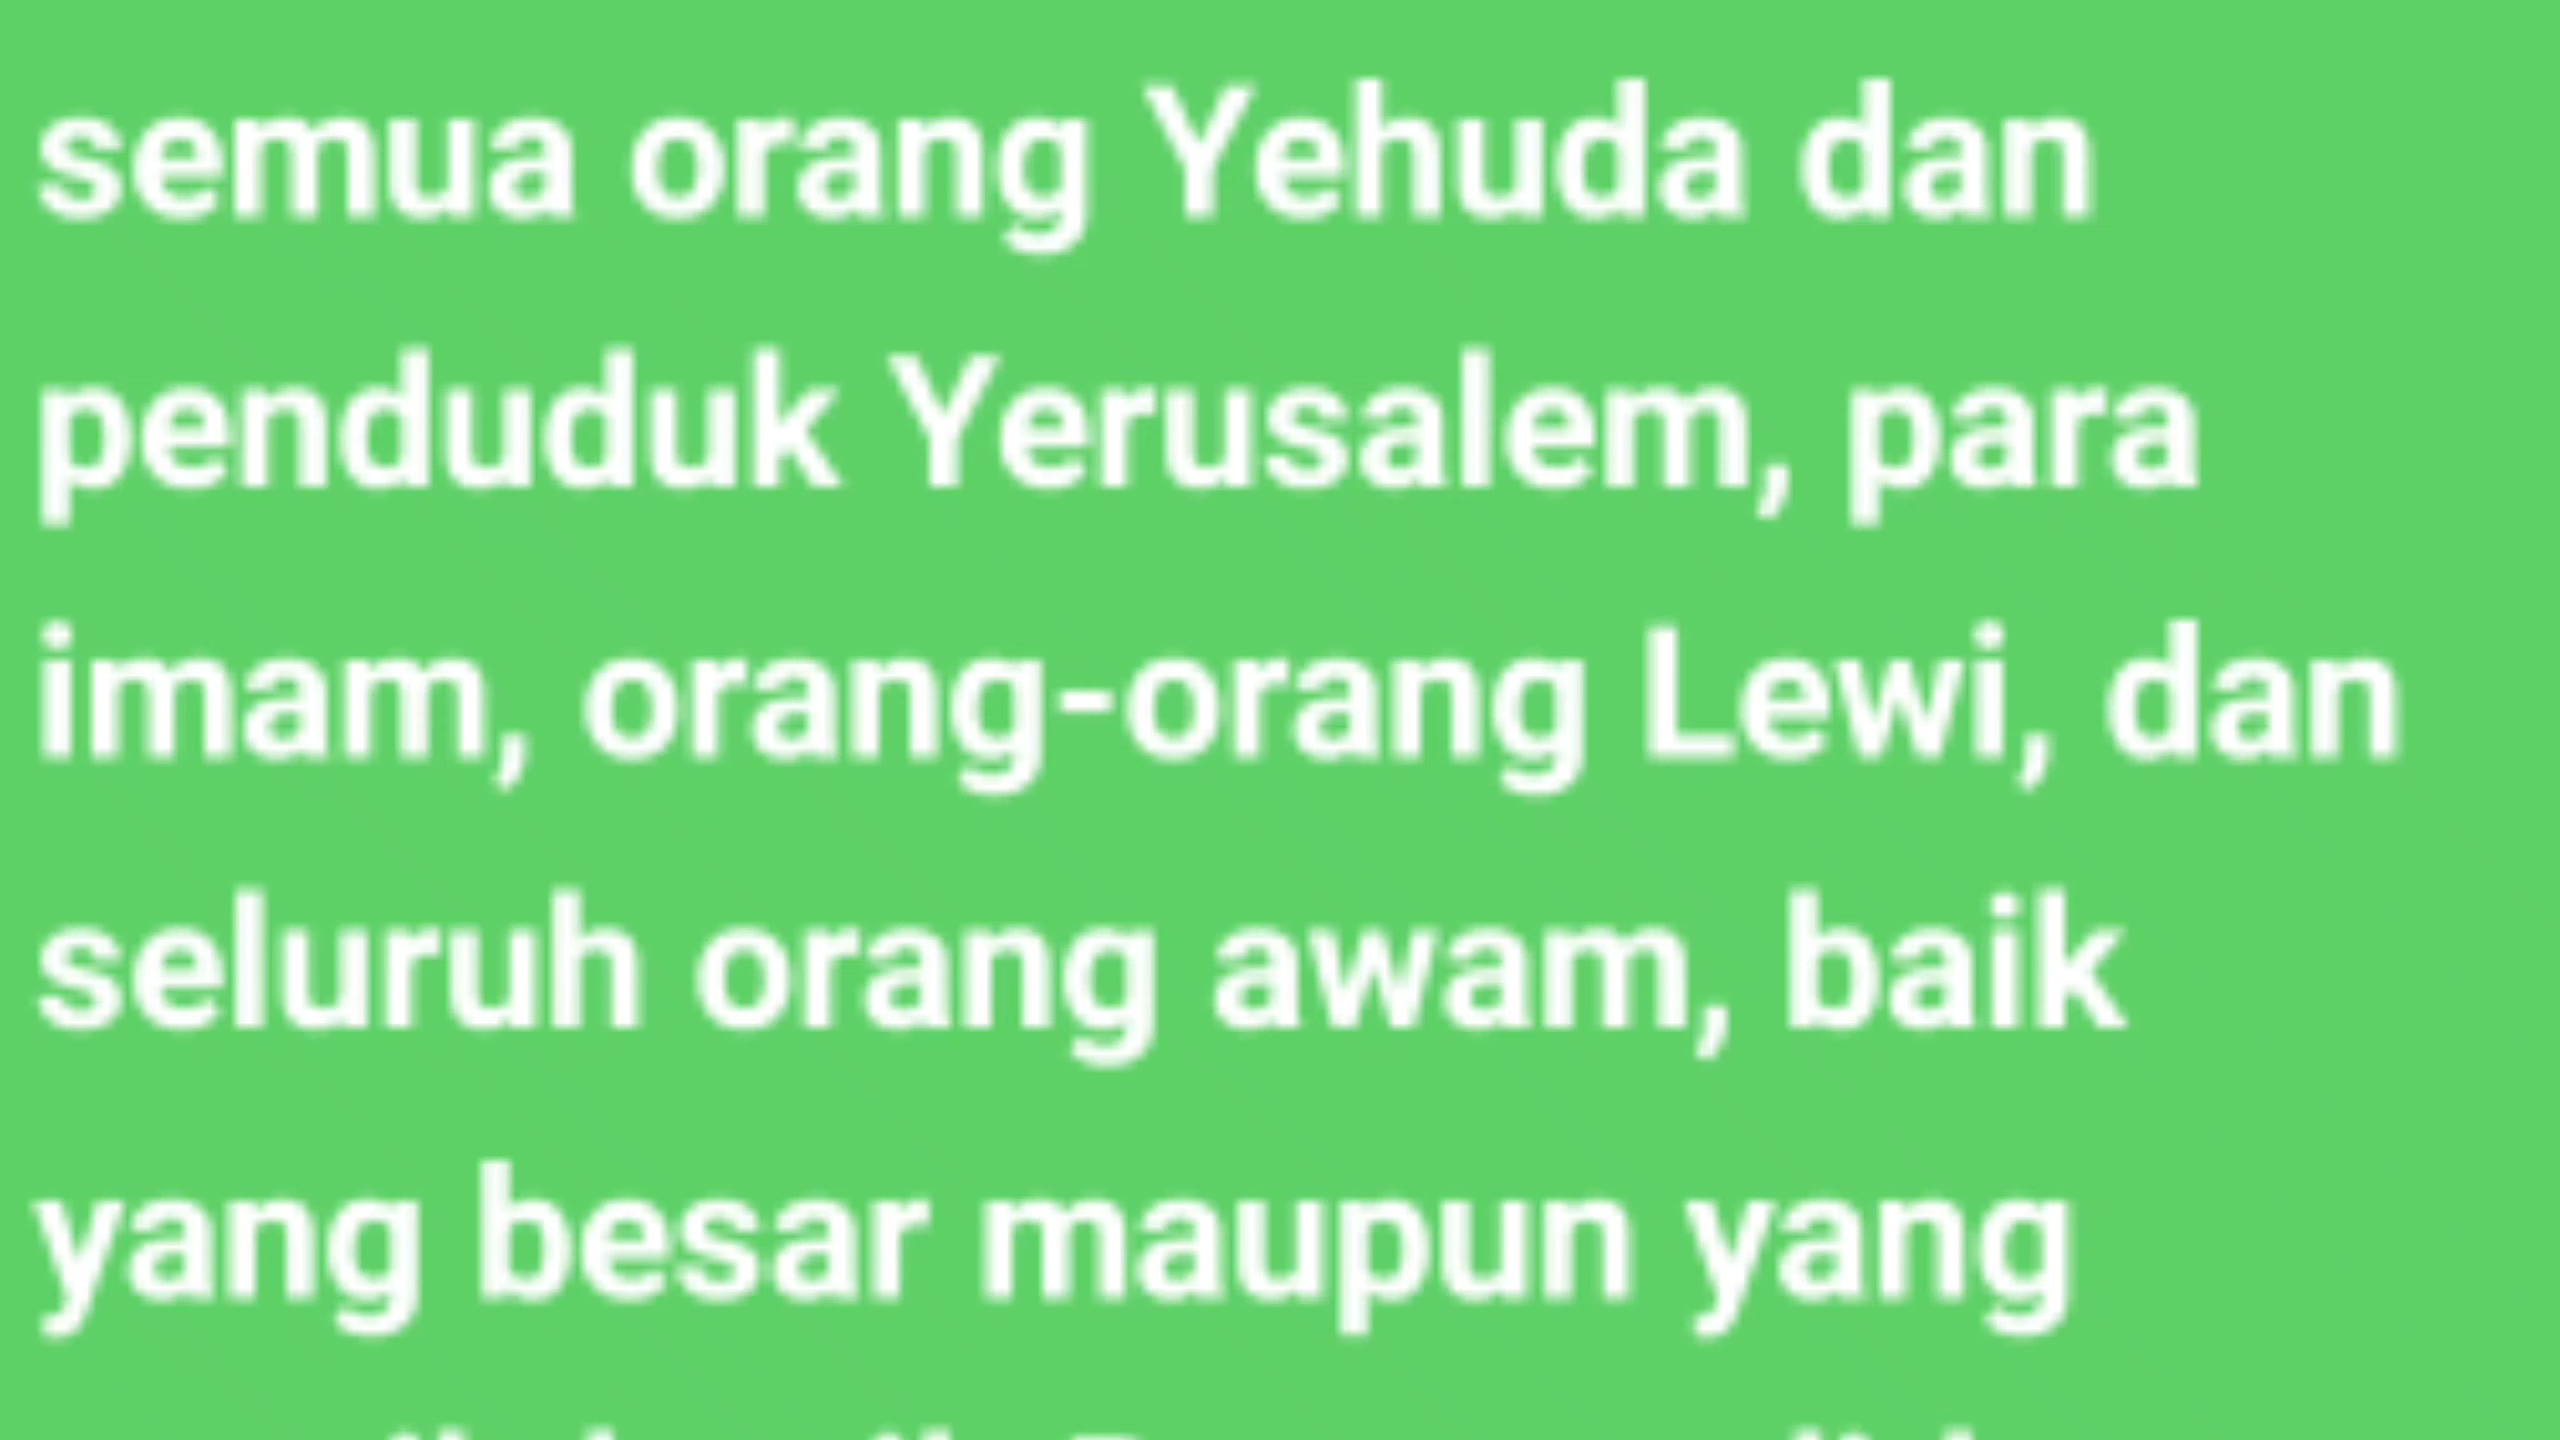 semua orang Yehuda dan
penduduk Yerusalem, para
imam, orang-orang Lewi, dan
seluruh orang awam, baik
yang besar maupun yang